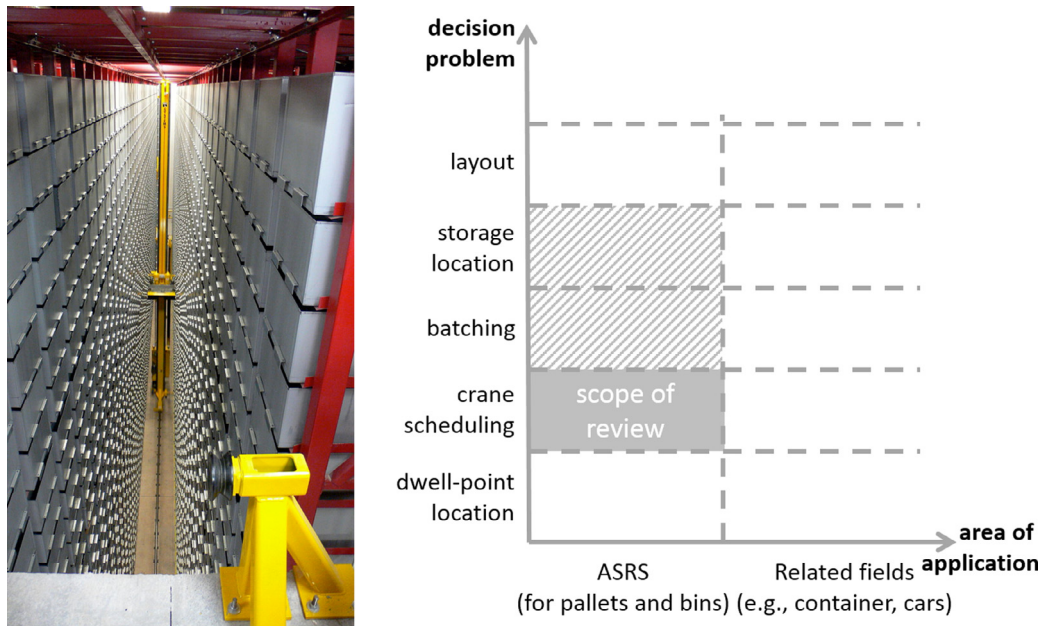 decision
problem
layout
storage
location
batching
crane
scheduling
scope of
review
dwell-point
location
area of
application
ASRS
(for pallets and bins)
Related fields
(e.g., container, cars)